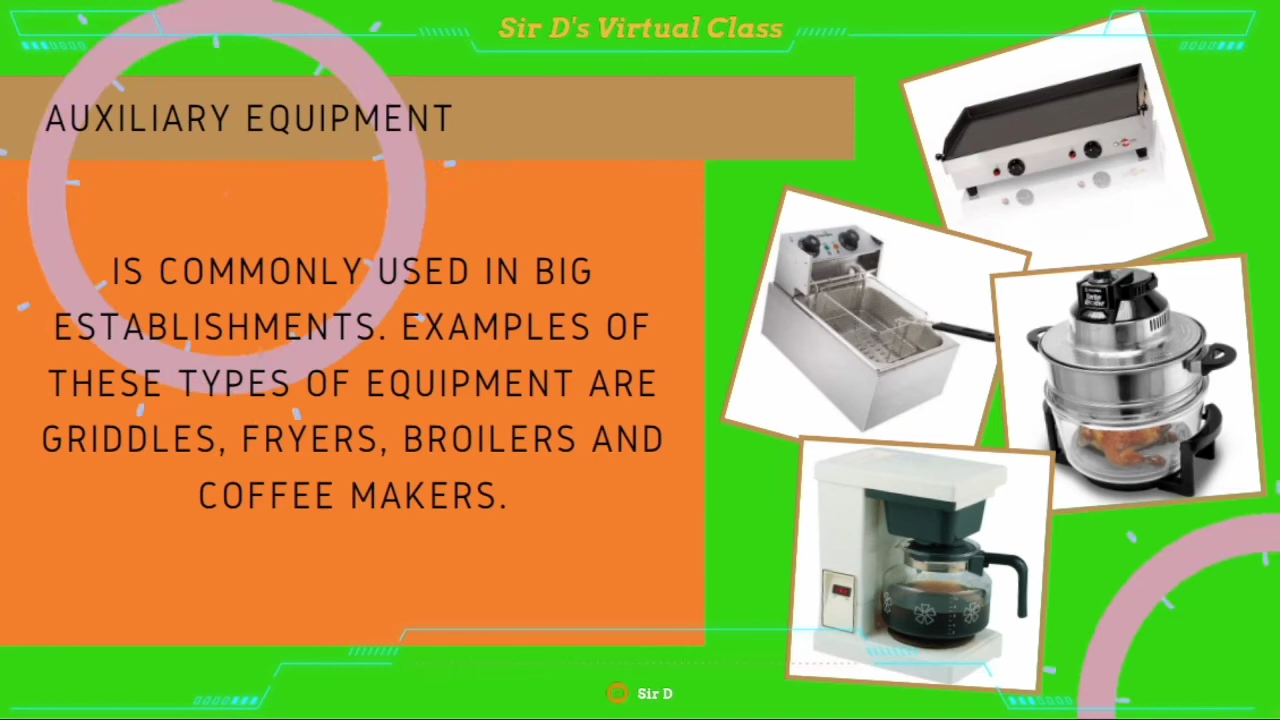 Sir D's Virtual Class
AUXILIARY EQUIPMENT
IS COMMONLY USED IN BIG
ESTABLISHMENTS. EXAMPLES OF
THESE TYPES OF EQUIPMENT ARE
GRIDDLES, FRYERS, BROILERS AND
COFFEE MAKERS.
Sir D